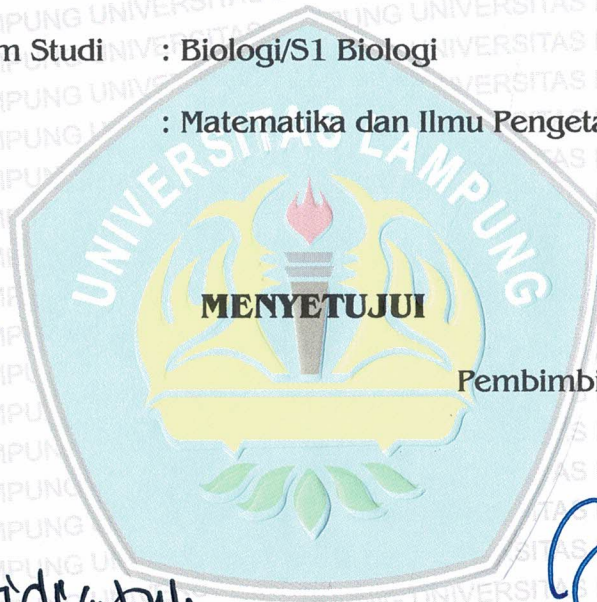 m Studi : Biologi/S1 Biologi
: Matematika dan Ilmu Pengeta
UNIVERSITAS LAMPUNG
MENYETUJUI
Pembimbi